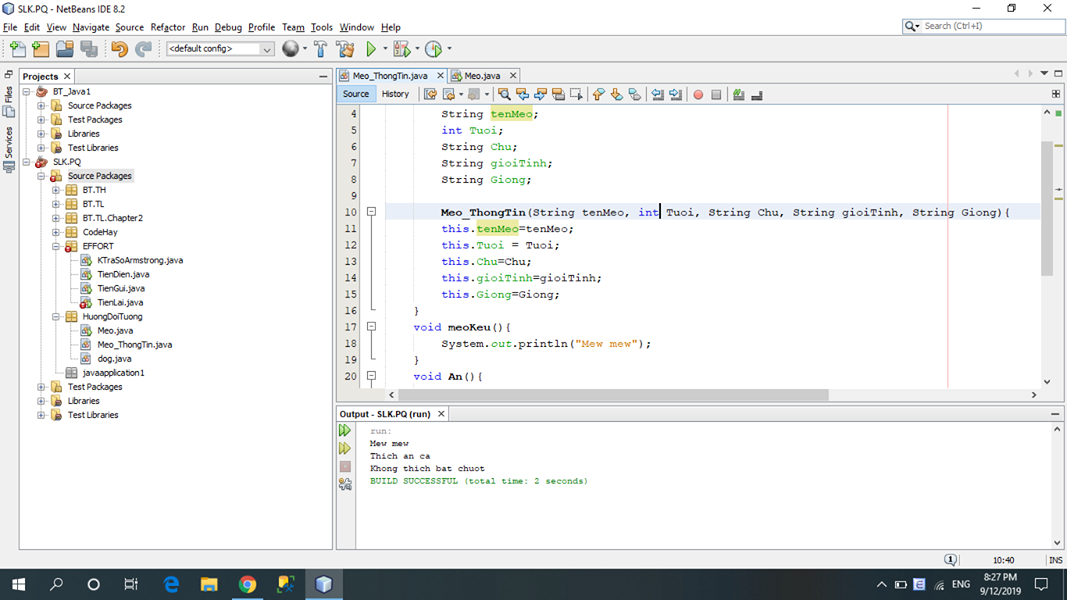 SLK.PQ - NetBeans IDE 8.2
File Edit View Navigate Source Refactor Run Debug Profile Team Tools Window Help
Search (Ctrl+I)
<default config>
Projects
Files
Services
BT_Java1
Source Packages
Test Packages
Libraries
Test Libraries
SLK.PQ
Source Packages
BT.TH
BT.TL
BT.TL.Chapter2
CodeHay
EFFORT
KTraSoArmstrong.java
TienDien.java
TienGui.java
TienLai.java
HuongDoiTuong
Meo.java
Meo_ThongTin.java
dog.java
javaapplication1
Test Packages
Libraries
Test Libraries
Meo_ThongTin.java Meo.java
Source History
4 String tenMeo;
5 int Tuoi;
6 String Chu;
7 String gioiTinh;
8 String Giong;
9
10 Meo_ThongTin(String tenMeo, int Tuoi, String Chu, String gioiTinh, String Giong){
11 this.tenMeo=tenMeo;
12 this.Tuoi = Tuoi;
13 this.Chu=Chu;
14 this.gioiTinh=gioiTinh;
15 this.Giong=Giong;
16 }
17 void meoKeu(){
18 System.out.println("Mew mew");
19 }
20 void An(){
Output - SLK.PQ (run)
run:
Mew mew
Thich an ca
Khong thich bat chuot
BUILD SUCCESSFUL (total time: 2 seconds)
1 10:40 INS
ENG 8:27 PM
9/12/2019